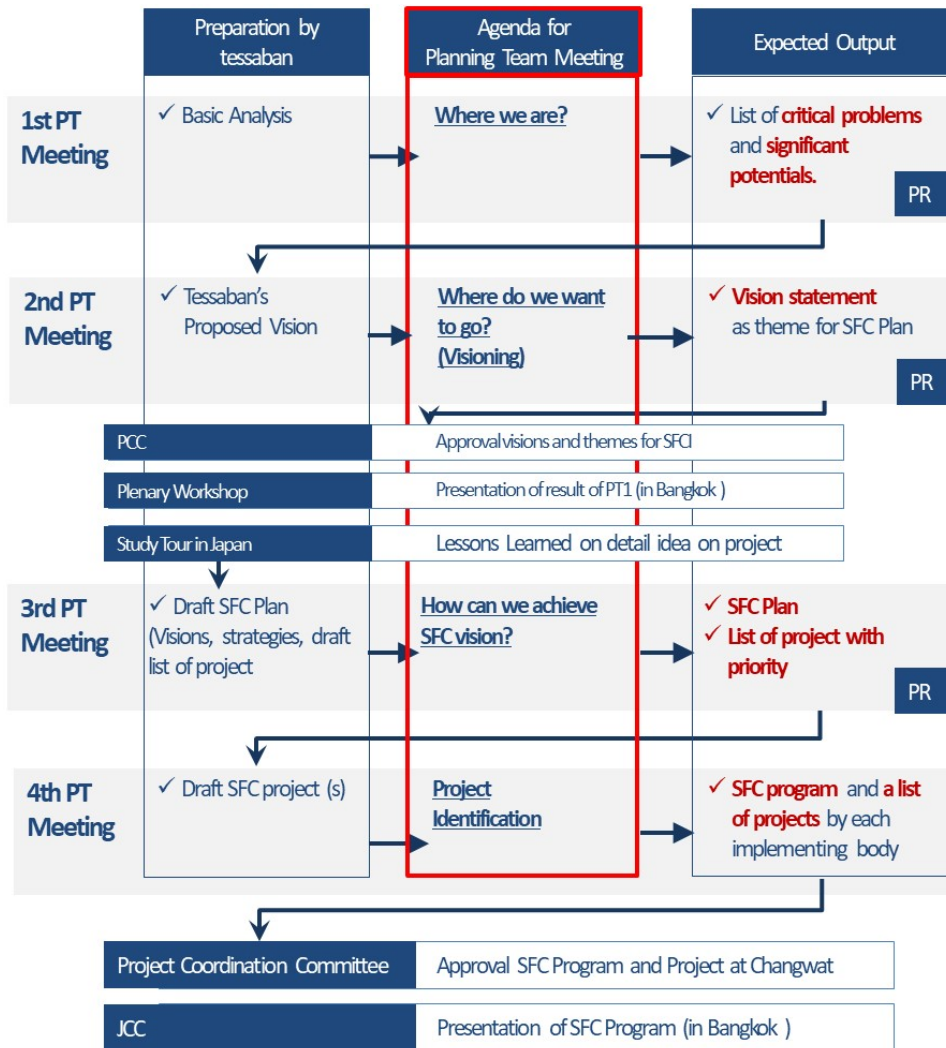 Preparation by
tessaban
Agenda for
Planning Team Meeting
Expected Output
1st PT
Meeting
✓ Basic Analysis
Where we are?
✓ List of critical problems
and significant
potentials.
PR
2nd PT
Meeting
✓ Tessaban's
Proposed Vision
Where do we want
to go?
(Visioning)
✓ Vision statement
as theme for SFC Plan
PR
PCC
Approval visions and themes for SFCI
Plenary Workshop
Presentation of result of PT1 (in Bangkok )
Study Tour in Japan
Lessons Learned on detail idea on project
3rd PT
Meeting
✓ Draft SFC Plan
(Visions, strategies, draft
list of project
How can we achieve
SFC vision?
✓ SFC Plan
✓ List of project with
priority
PR
4th PT
Meeting
✓ Draft SFC project (s)
Project
Identification
✓ SFC program and a list
of projects by each
implementing body
Project Coordination Committee
Approval SFC Program and Project at Changwat
JCC
Presentation of SFC Program (in Bangkok )